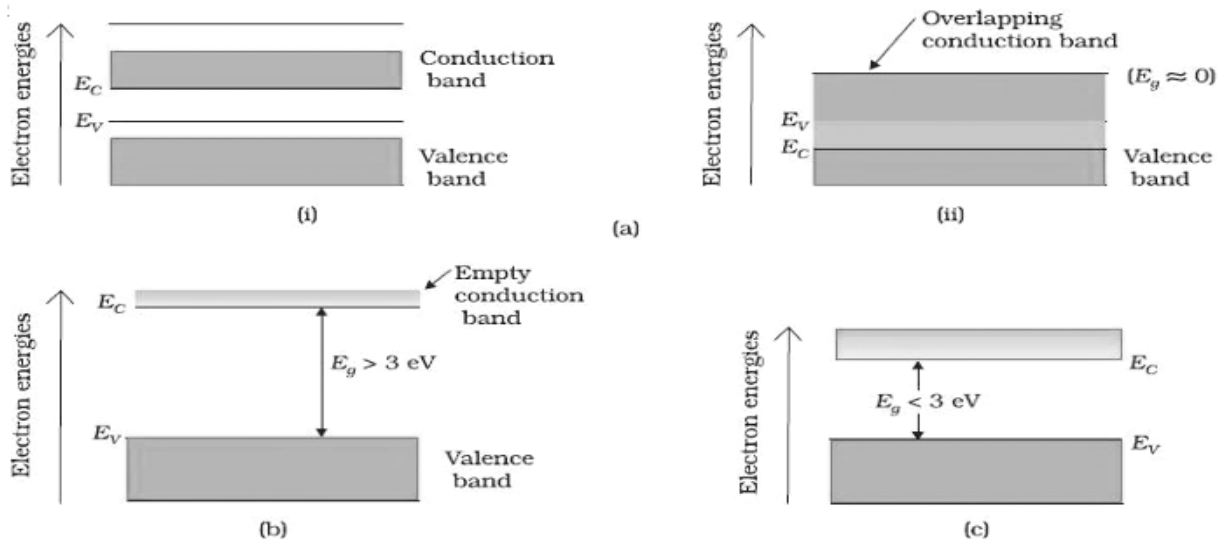 Electron energies
Conduction
band
E_C
E_V
Valence
band
(i)
Electron energies
Overlapping
conduction band
(E_g ≈ 0)
E_V
E_C
Valence
band
(ii)
(a)
Electron energies
Empty
conduction
band
E_C
E_g > 3 eV
E_V
Valence
band
(b)
Electron energies
E_C
E_g < 3 eV
E_V
(c)